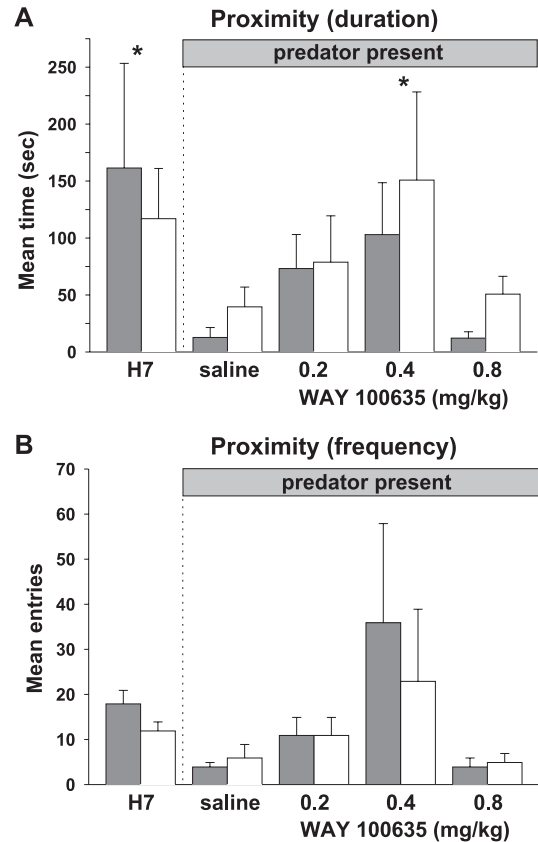 A
Proximity (duration)
*
predator present
*
Mean time (sec)
250
200
150
100
50
0
H7 saline 0.2 0.4 0.8
WAY 100635 (mg/kg)
B
Proximity (frequency)
predator present
Mean entries
70
60
50
40
30
20
10
0
H7 saline 0.2 0.4 0.8
WAY 100635 (mg/kg)